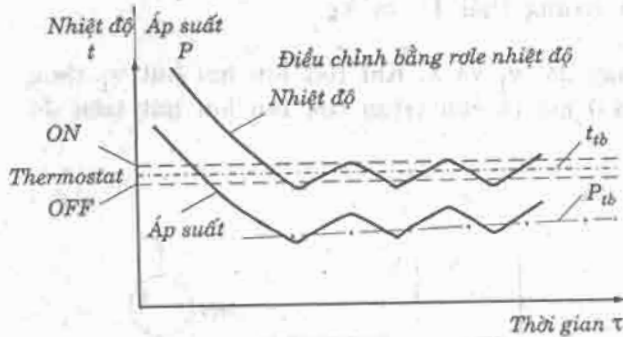 Nhiệt độ Áp suất
t P
Điều chỉnh bằng rơle nhiệt độ
Nhiệt độ
ON
t_tb
Thermostat
OFF
P_tb
Áp suất
Thời gian τ